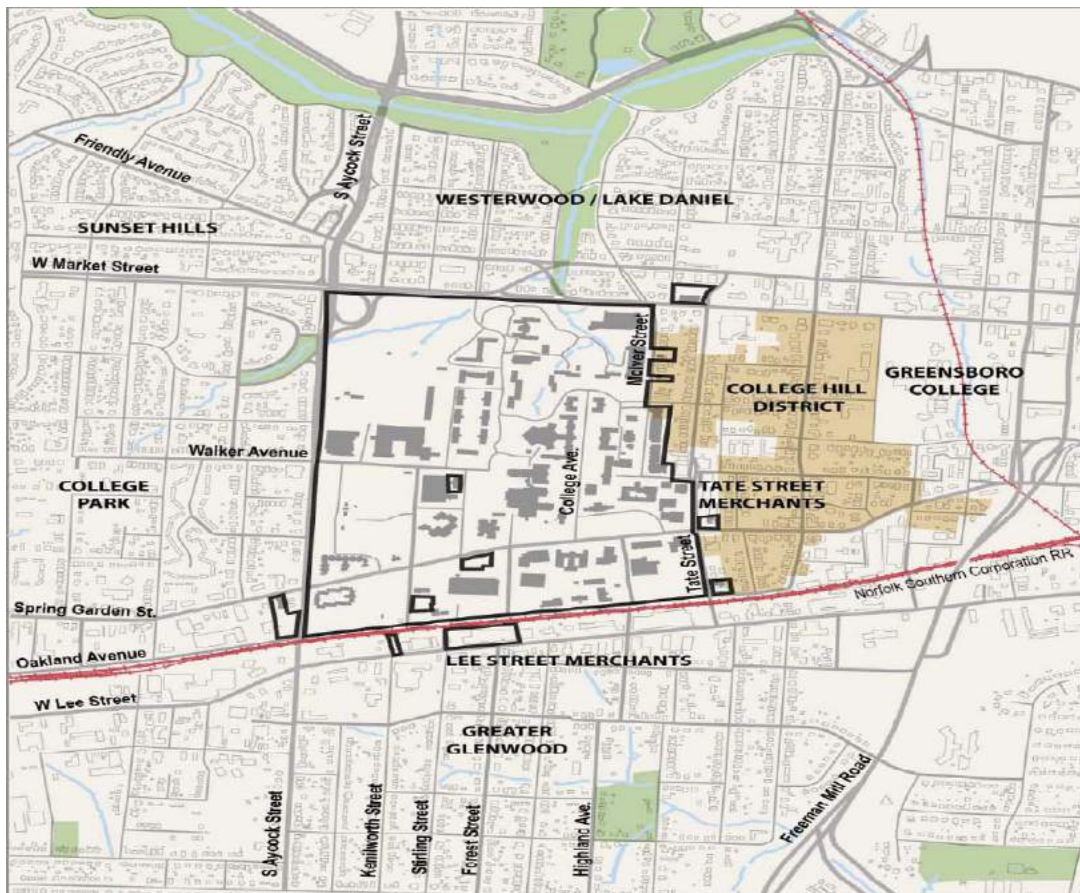 Friendly Avenue
S Aycock Street
WESTERWOOD / LAKE DANIEL
SUNSET HILLS
W Market Street
McIver Street
GREENSBORO
COLLEGE
COLLEGE HILL
DISTRICT
Walker Avenue
College Ave.
COLLEGE
PARK
TATE STREET
MERCHANTS
Tate Street
Norfolk Southern Corporation RR
Spring Garden St.
Oakland Avenue
LEE STREET MERCHANTS
W Lee Street
GREATER
GLENWOOD
S Aycock Street
Kenilworth Street
Stirling Street
Forest Street
Highland Ave.
Freeman Mill Road